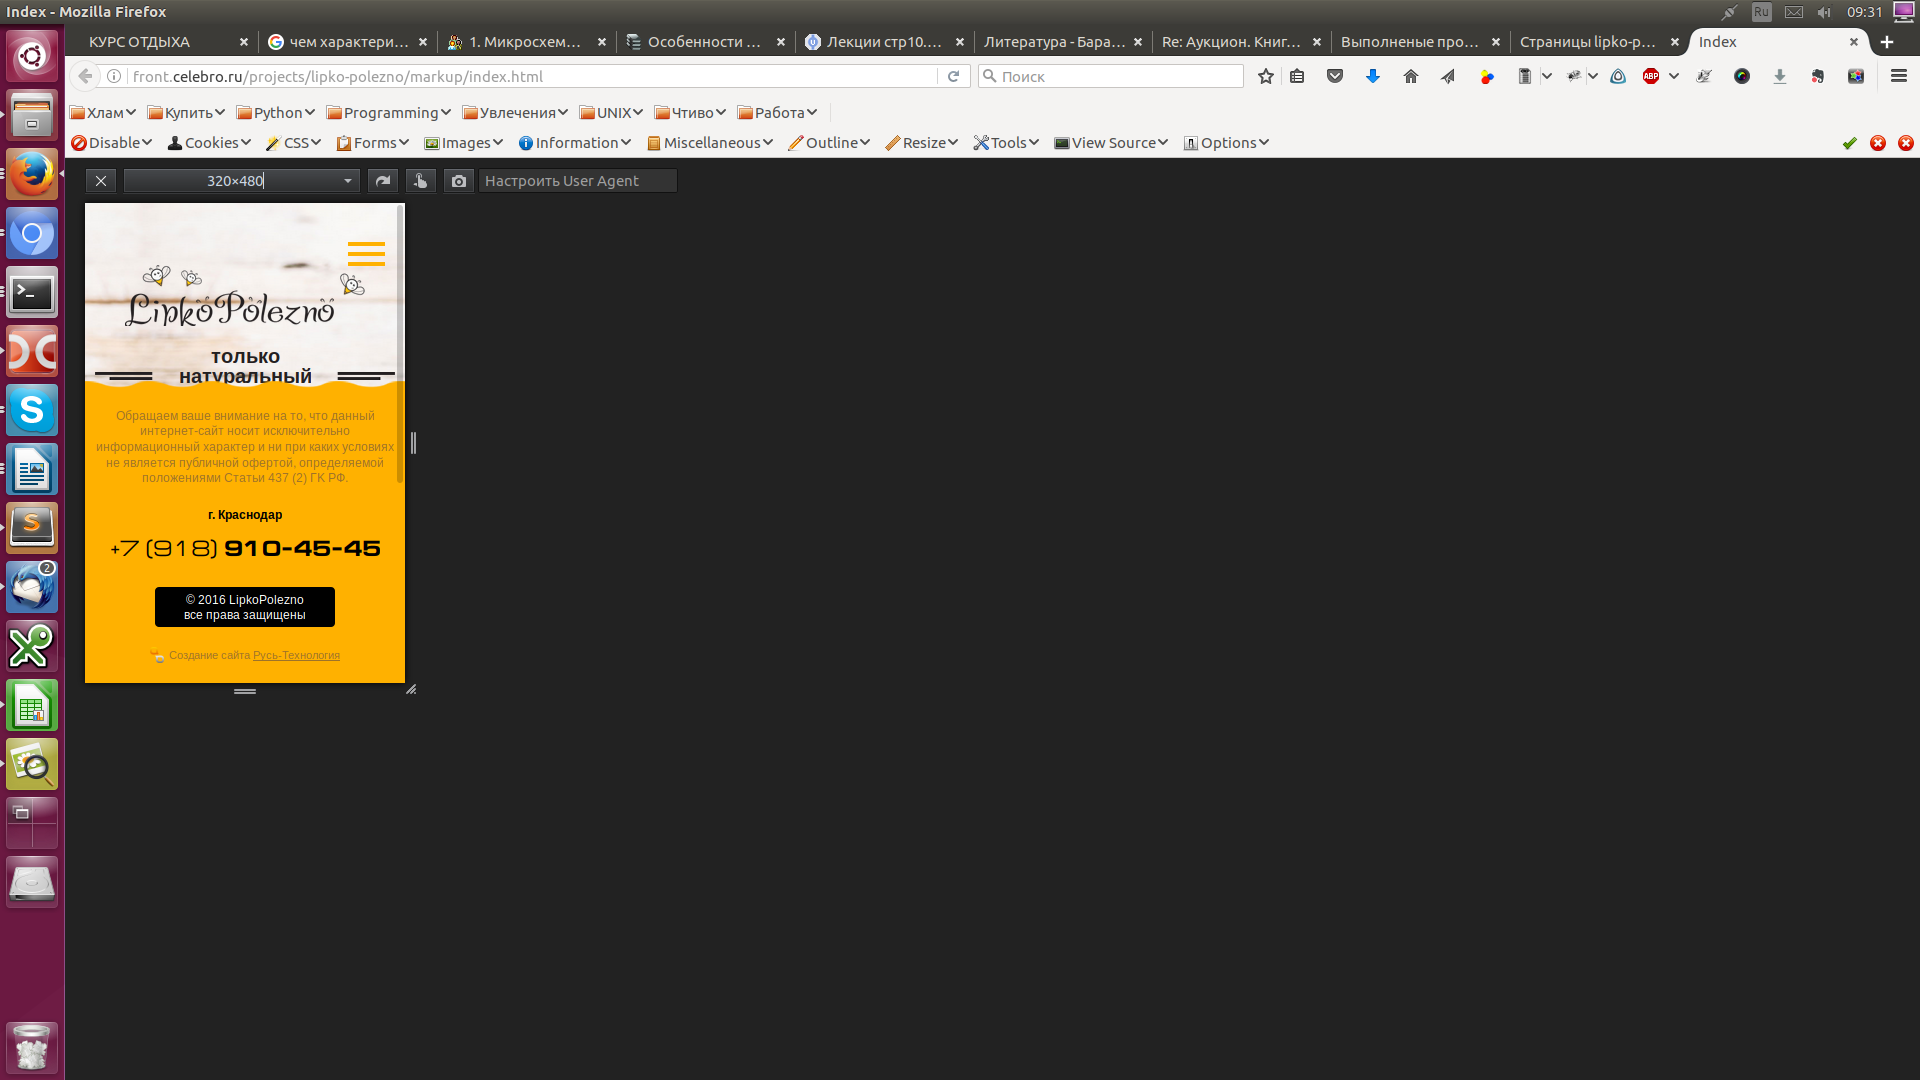 Index - Mozilla Firefox
Ru
09:31
КУРС ОТДЫХА
чем характери...
1. Микросхем...
Особенности ...
Лекции стр10....
Литература - Бара...
Re: Аукцион. Книг...
Выполненые про...
Страницы lipko-p...
Index
front.celebro.ru/projects/lipko-polezno/markup/index.html
Поиск
ABP
Хлам
Купить
Python
Programming
Увлечения
UNIX
Чтиво
Работа
Disable
Cookies
CSS
Forms
Images
Information
Miscellaneous
Outline
Resize
Tools
View Source
Options
320×480
Настроить User Agent
LipkoPolezno
только
натуральный
Обращаем ваше внимание на то, что данный
интернет-сайт носит исключительно
информационный характер и ни при каких условиях
не является публичной офертой, определяемой
положениями Статьи 437 (2) ГК РФ.
г. Краснодар
+7 (918) 910-45-45
© 2016 LipkoPolezno
все права защищены
Создание сайта Русь-Технология
2